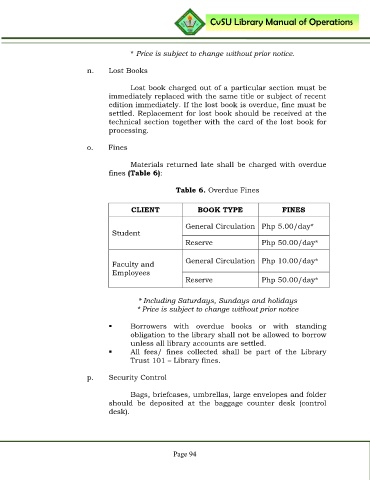 CvSU Library Manual of Operations
* Price is subject to change without prior notice.
n. Lost Books
Lost book charged out of a particular section must be
immediately replaced with the same title or subject of recent
edition immediately. If the lost book is overdue, fine must be
settled. Replacement for lost book should be received at the
technical section together with the card of the lost book for
processing.
o. Fines
Materials returned late shall be charged with overdue
fines (Table 6):
Table 6. Overdue Fines
CLIENT BOOK TYPE FINES
Student
General Circulation Php 5.00/day*
Reserve Php 50.00/day*
Faculty and
Employees
General Circulation Php 10.00/day*
Reserve Php 50.00/day*
* Including Saturdays, Sundays and holidays
* Price is subject to change without prior notice
▪ Borrowers with overdue books or with standing
obligation to the library shall not be allowed to borrow
unless all library accounts are settled.
▪ All fees/ fines collected shall be part of the Library
Trust 101 – Library fines.
p. Security Control
Bags, briefcases, umbrellas, large envelopes and folder
should be deposited at the baggage counter desk (control
desk).
Page 94